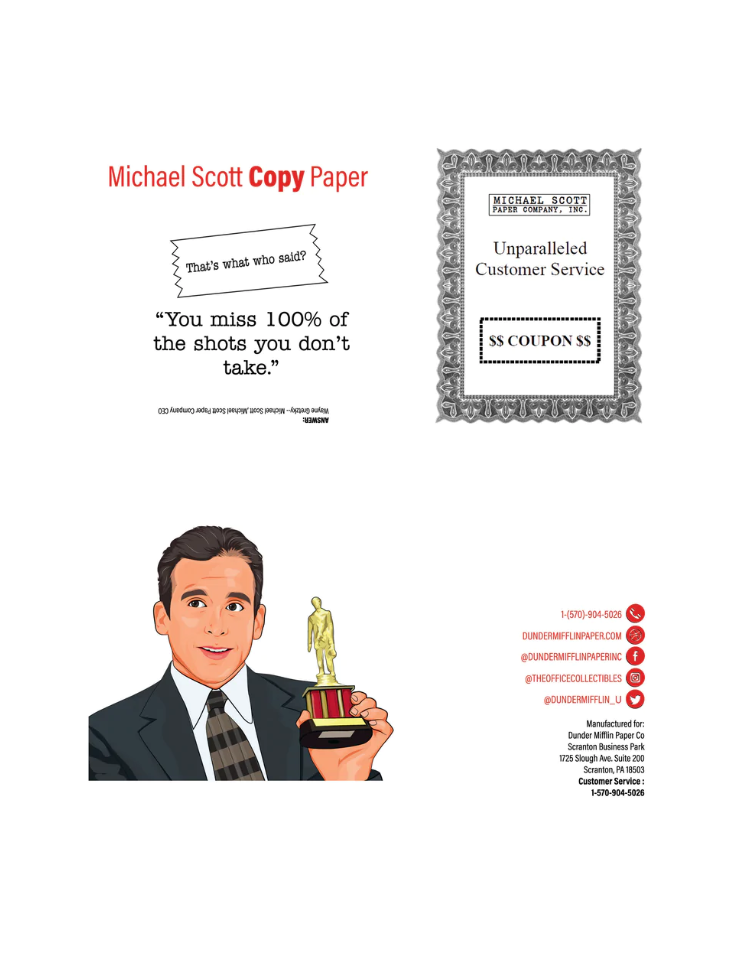 Michael Scott Copy Paper
That's what who said?
“You miss 100% of
the shots you don’t
take.”
ANSWER:
Wayne Gretzky – Michael Scott ,Michael Scott Paper Company CEO
MICHAEL SCOTT
PAPER COMPANY, INC.
Unparalleled
Customer Service
$$ COUPON $$
1-(570)-904-5026
DUNDERMIFFLINPAPER.COM
@DUNDERMIFFLINPAPERINC
@THEOFFICECOLLECTIBLES
@DUNDERMIFFLIN_LI
Manufactured for:
Dunder Mifflin Paper Co
Scranton Business Park
1725 Slough Ave. Suite 200
Scranton, PA 18503
Customer Service :
1-570-904-5026